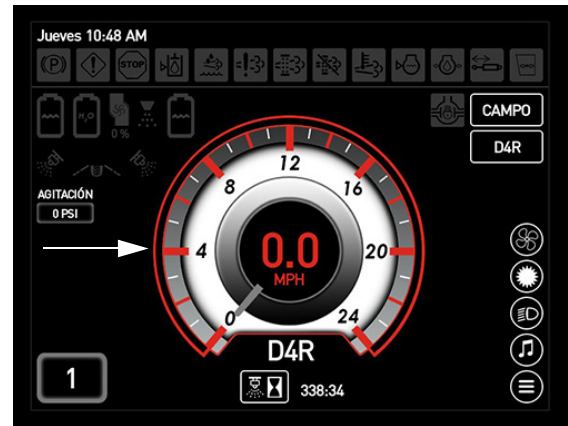 Jueves 10:48 AM
(P)
STOP
H₂O
0 %
CAMPO
D4R
AGITACIÓN
0 PSI
0
4
8
12
16
20
24
0.0
MPH
D4R
1
338:34